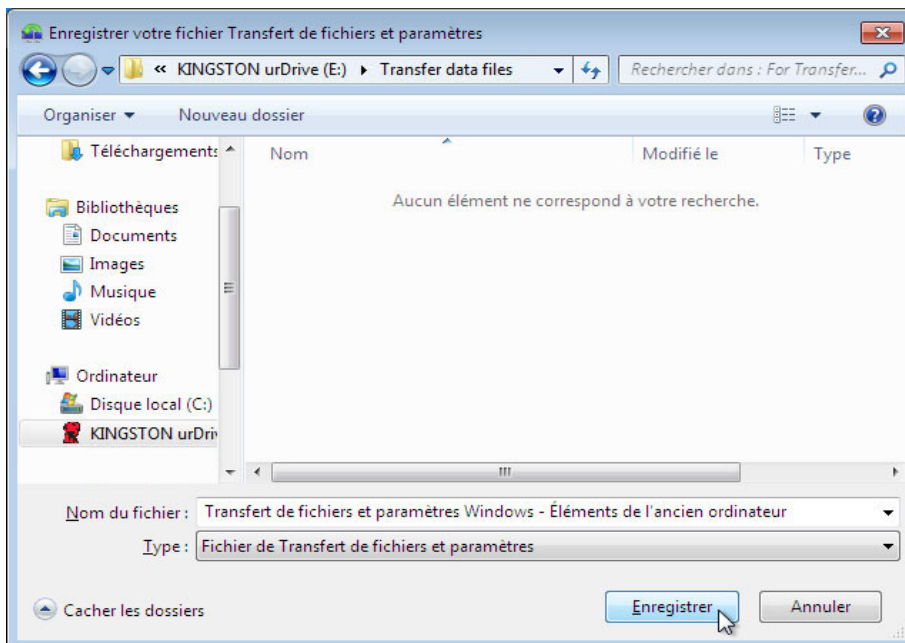 Enregistrer votre fichier Transfert de fichiers et paramètres
« KINGSTON urDrive (E:) Transfer data files
Rechercher dans : For Transfer...
Organiser Nouveau dossier
Téléchargements
Nom Modifié le Type
Aucun élément ne correspond à votre recherche.
Bibliothèques
Documents
Images
Musique
Vidéos
Ordinateur
Disque local (C:)
KINGSTON urDriv
Nom du fichier : Transfert de fichiers et paramètres Windows - Éléments de l'ancien ordinateur
Type : Fichier de Transfert de fichiers et paramètres
Cacher les dossiers
Enregistrer Annuler